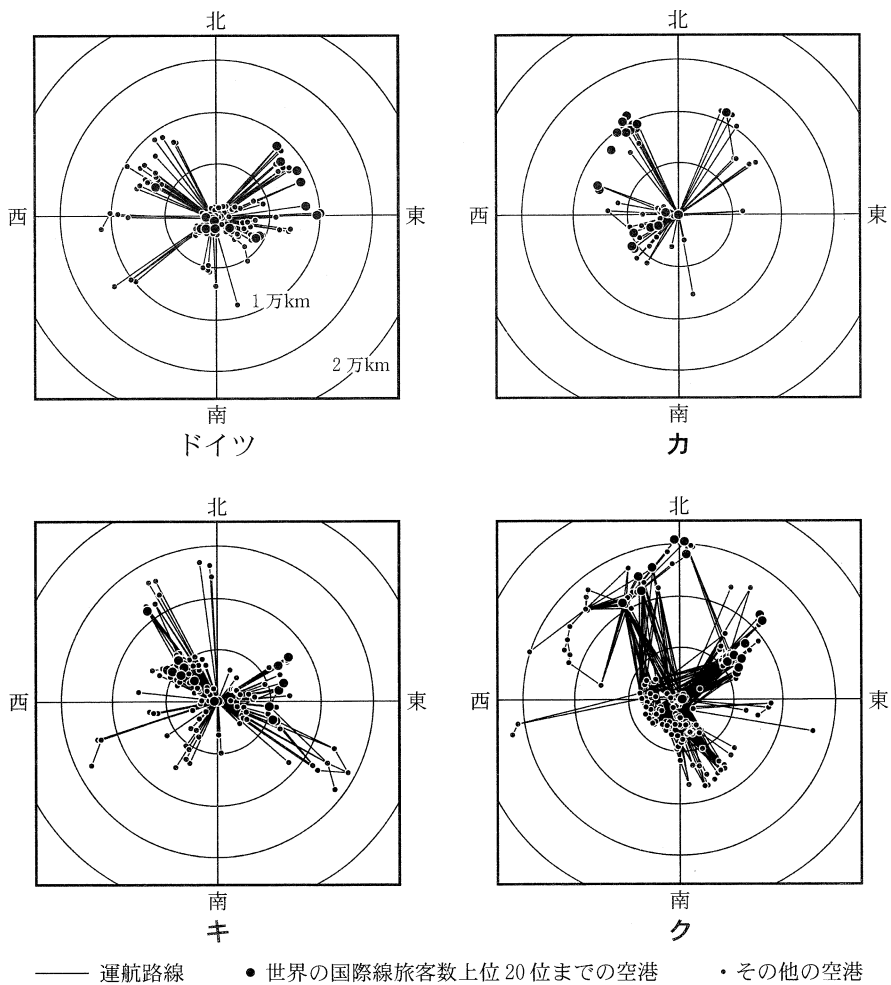 北 北
西 東 西 東
1万km
2万km
南 南
ドイツ カ
北 北
西 東 西 東
南 南
キ ク
運航路線 世界の国際線旅客数上位20位までの空港 その他の空港